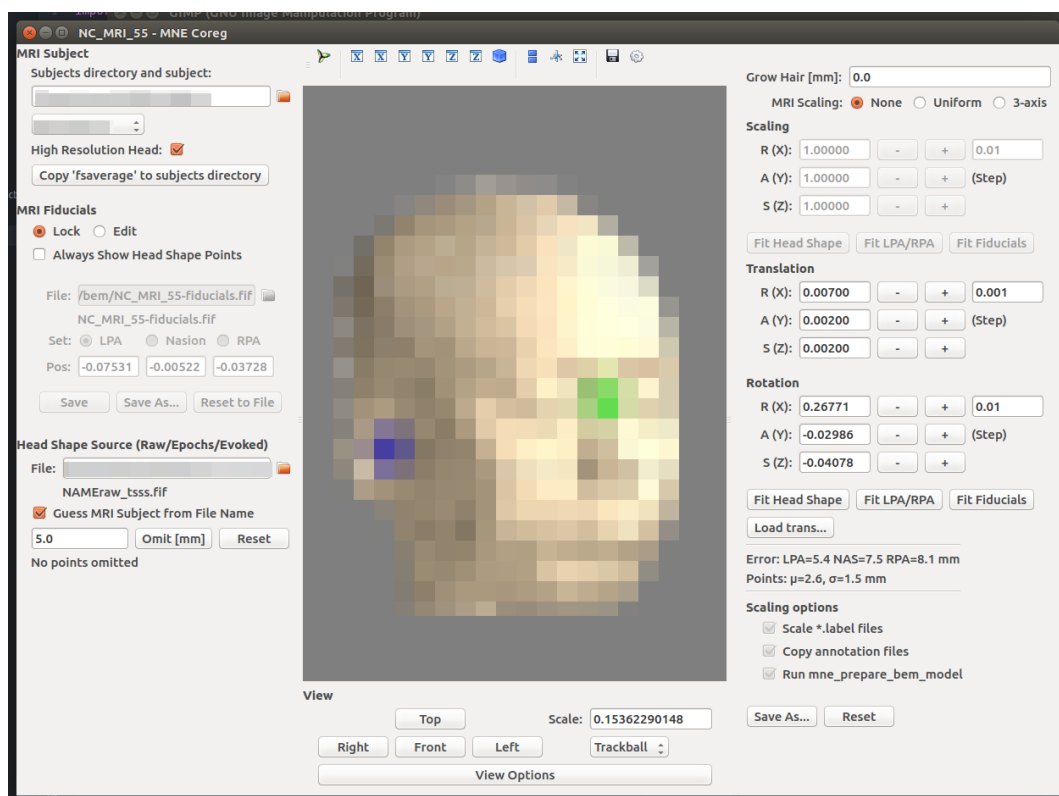 GIMP (GNU Image Manipulation Program)
NC_MRI_55 - MNE Coreg
MRI Subject
Subjects directory and subject:
High Resolution Head:
Copy 'fsaverage' to subjects directory
MRI Fiducials
Lock Edit
Always Show Head Shape Points
File: /bem/NC_MRI_55-fiducials.fif
NC_MRI_55-fiducials.fif
Set: LPA Nasion RPA
Pos: -0.07531 -0.00522 -0.03728
Save Save As... Reset to File
Head Shape Source (Raw/Epochs/Evoked)
File:
NAMEraw_tsss.fif
Guess MRI Subject from File Name
5.0 Omit [mm] Reset
No points omitted
X X Y Y Z Z
View
Top Scale: 0.15362290148
Right Front Left Trackball
View Options
Grow Hair [mm]: 0.0
MRI Scaling: None Uniform 3-axis
Scaling
R (X): 1.00000 - + 0.01
A (Y): 1.00000 - + (Step)
S (Z): 1.00000 - +
Fit Head Shape Fit LPA/RPA Fit Fiducials
Translation
R (X): 0.00700 - + 0.001
A (Y): 0.00200 - + (Step)
S (Z): 0.00200 - +
Rotation
R (X): 0.26771 - + 0.01
A (Y): -0.02986 - + (Step)
S (Z): -0.04078 - +
Fit Head Shape Fit LPA/RPA Fit Fiducials
Load trans...
Error: LPA=5.4 NAS=7.5 RPA=8.1 mm
Points: μ=2.6, σ=1.5 mm
Scaling options
Scale *.label files
Copy annotation files
Run mne_prepare_bem_model
Save As... Reset